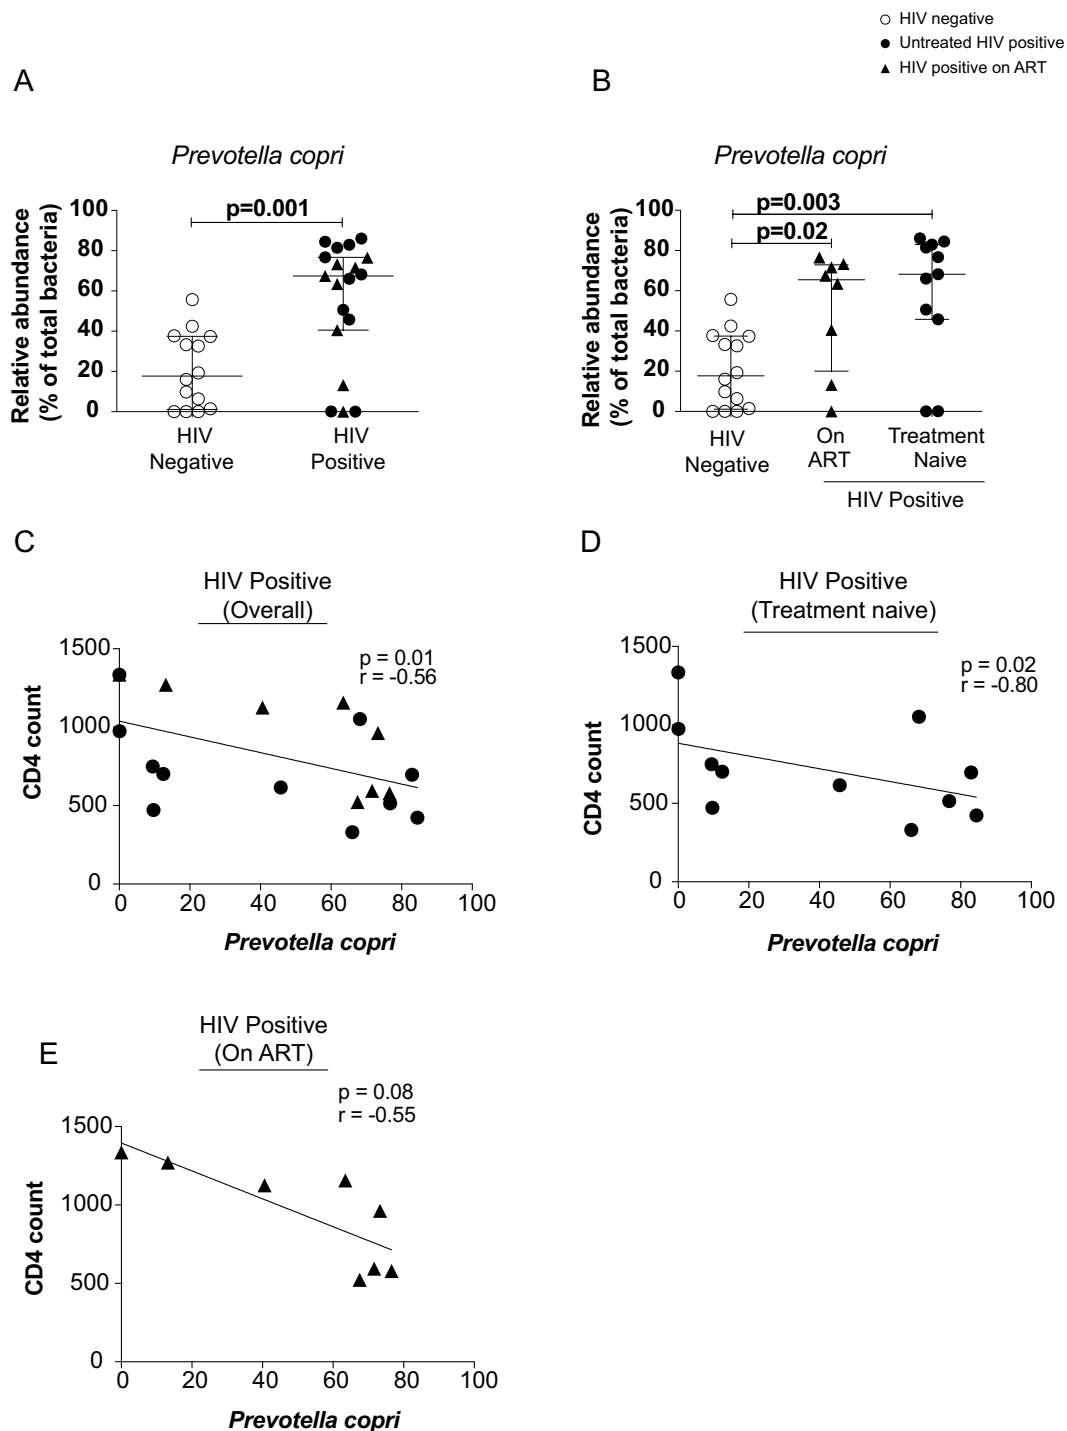 HIV negative
Untreated HIV positive
HIV positive on ART
A
Prevotella copri
Relative abundance
(% of total bacteria)
100
80
60
40
20
0
p=0.001
HIV
Negative
HIV
Positive
B
Prevotella copri
Relative abundance
(% of total bacteria)
100
80
60
40
20
0
p=0.003
p=0.02
HIV
Negative
On
ART
Treatment
Naive
HIV Positive
C
HIV Positive
(Overall)
p = 0.01
r = -0.56
CD4 count
1500
1000
500
0
0 20 40 60 80 100
Prevotella copri
D
HIV Positive
(Treatment naive)
p = 0.02
r = -0.80
CD4 count
1500
1000
500
0
0 20 40 60 80 100
Prevotella copri
E
HIV Positive
(On ART)
p = 0.08
r = -0.55
CD4 count
1500
1000
500
0
0 20 40 60 80 100
Prevotella copri